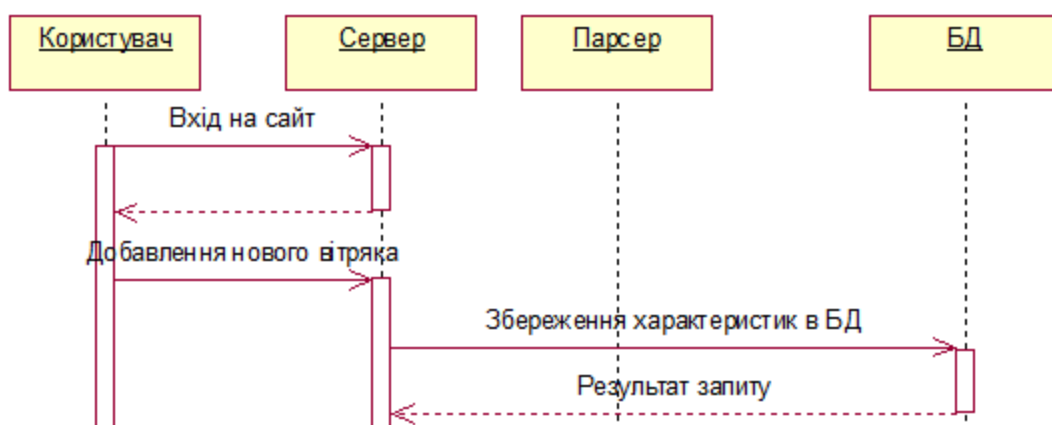 Користувач
Сервер
Парсер
БД
Вхід на сайт
Добавлення нового вітряка
Збереження характеристик в БД
Результат запиту